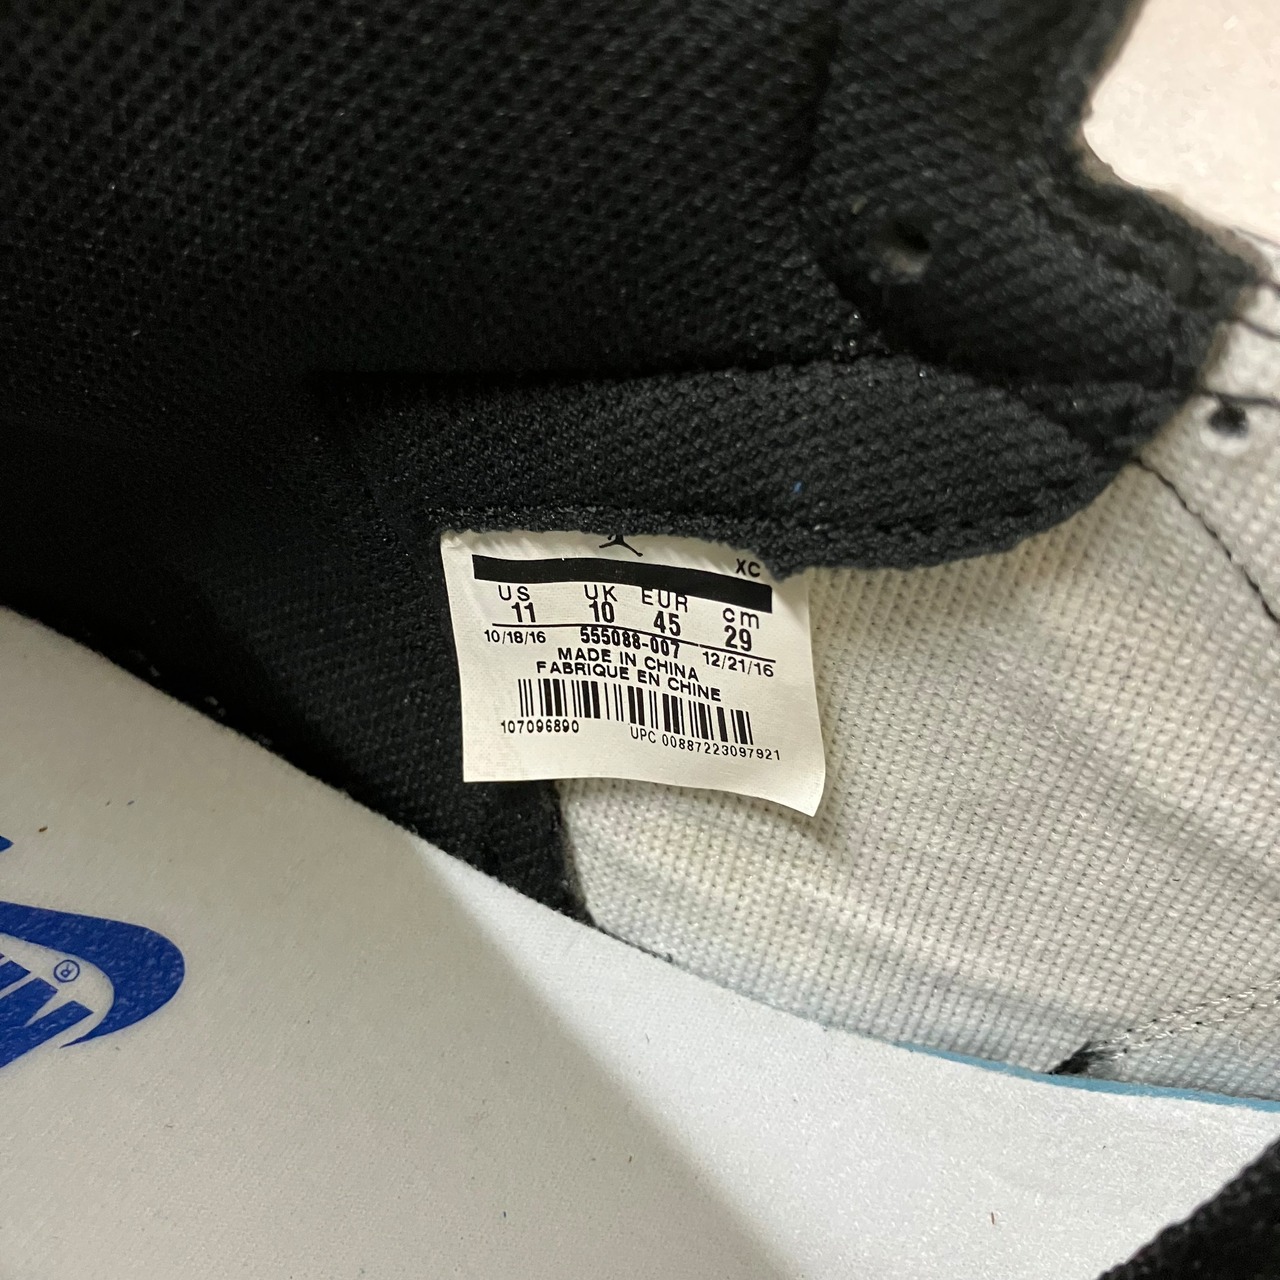 XC
US UK EUR cm
11 10 45 29
10/18/16 555088-007 12/21/16
MADE IN CHINA
FABRIQUE EN CHINE
107096890 UPC 00887223097921
®